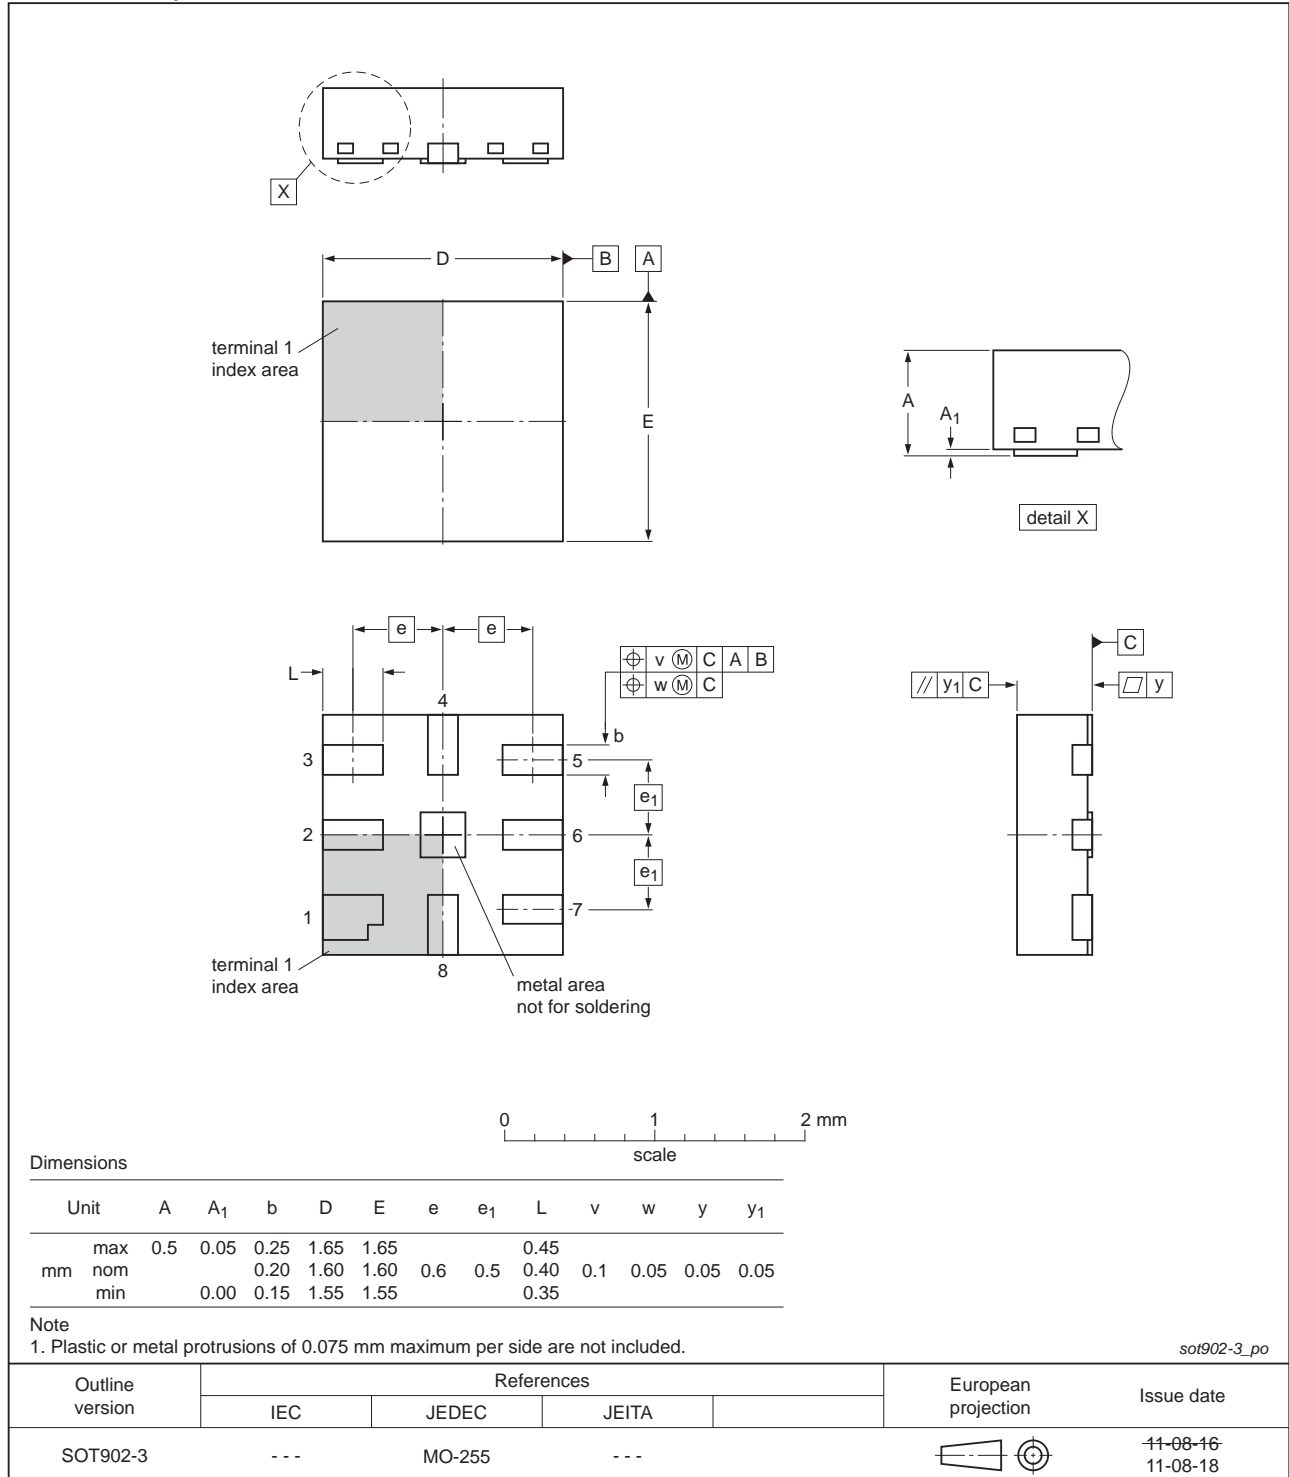 X
D
B
A
terminal 1
index area
E
A
A1
detail X
e
e
L
v M C A B
w M C
4
b
3
5
e1
2
6
e1
1
7
terminal 1
index area
8
metal area
not for soldering
C
// y1 C
y
0 1 2 mm
scale
Dimensions
Unit A A1 b D E e e1 L v w y y1
max 0.5 0.05 0.25 1.65 1.65 0.45
mm nom 0.20 1.60 1.60 0.6 0.5 0.40 0.1 0.05 0.05 0.05
min 0.00 0.15 1.55 1.55 0.35
Note
1. Plastic or metal protrusions of 0.075 mm maximum per side are not included.
sot902-3_po
Outline
version
References
IEC JEDEC JEITA
European
projection
Issue date
SOT902-3 - - - MO-255 - - -
11-08-16
11-08-18